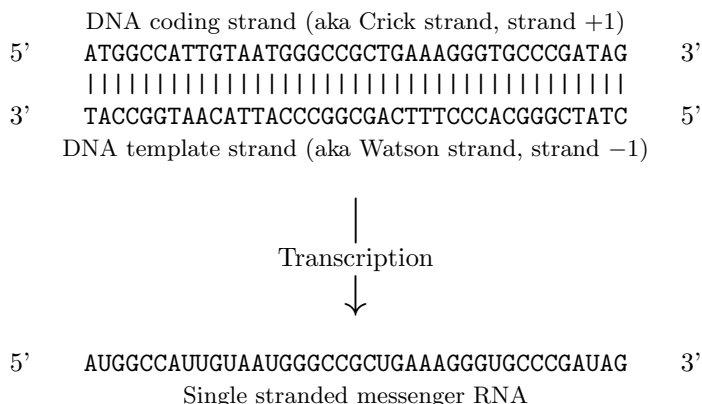 DNA coding strand (aka Crick strand, strand +1)
5’ ATGGCCATTGTAATGGGCCGCTGAAAGGGTGCCCGATAG 3’
|||||||||||||||||||||||||||||||||||||||
3’ TACCGGTAACATTACCCGGCGACTTTCCCACGGGCTATC 5’
DNA template strand (aka Watson strand, strand −1)
Transcription
5’ AUGGCCAUUGUAAUGGGCCGCUGAAAGGGUGCCCGAUAG 3’
Single stranded messenger RNA